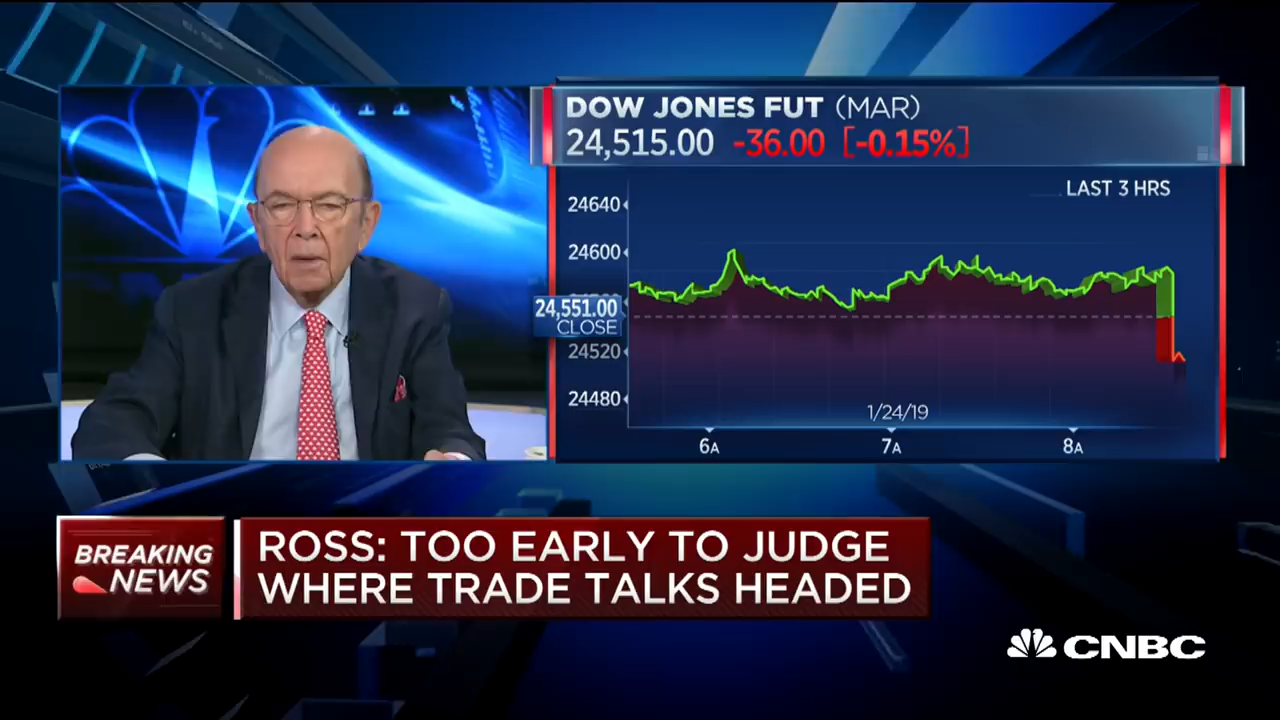 DOW JONES FUT (MAR)
24,515.00 -36.00 [-0.15%]
LAST 3 HRS
24640
24600
24,551.00
CLOSE
24520
24480
1/24/19
6A
7A
8A
BREAKING
NEWS
ROSS: TOO EARLY TO JUDGE
WHERE TRADE TALKS HEADED
CNBC